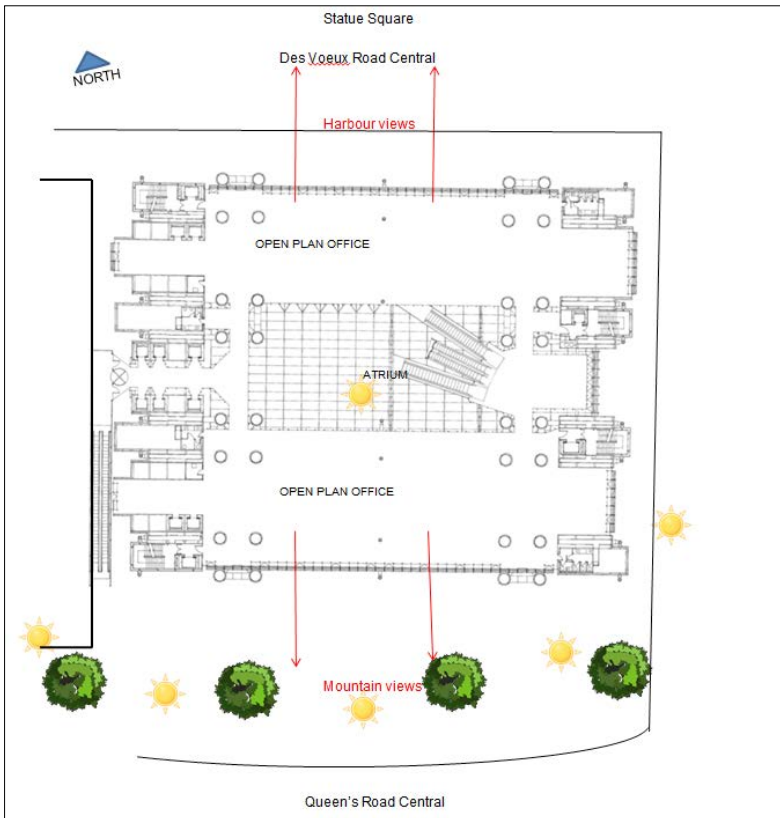 Statue Square
Des Voeux Road Central
NORTH
Harbour views
OPEN PLAN OFFICE
ATRIUM
OPEN PLAN OFFICE
Mountain views
Queen's Road Central